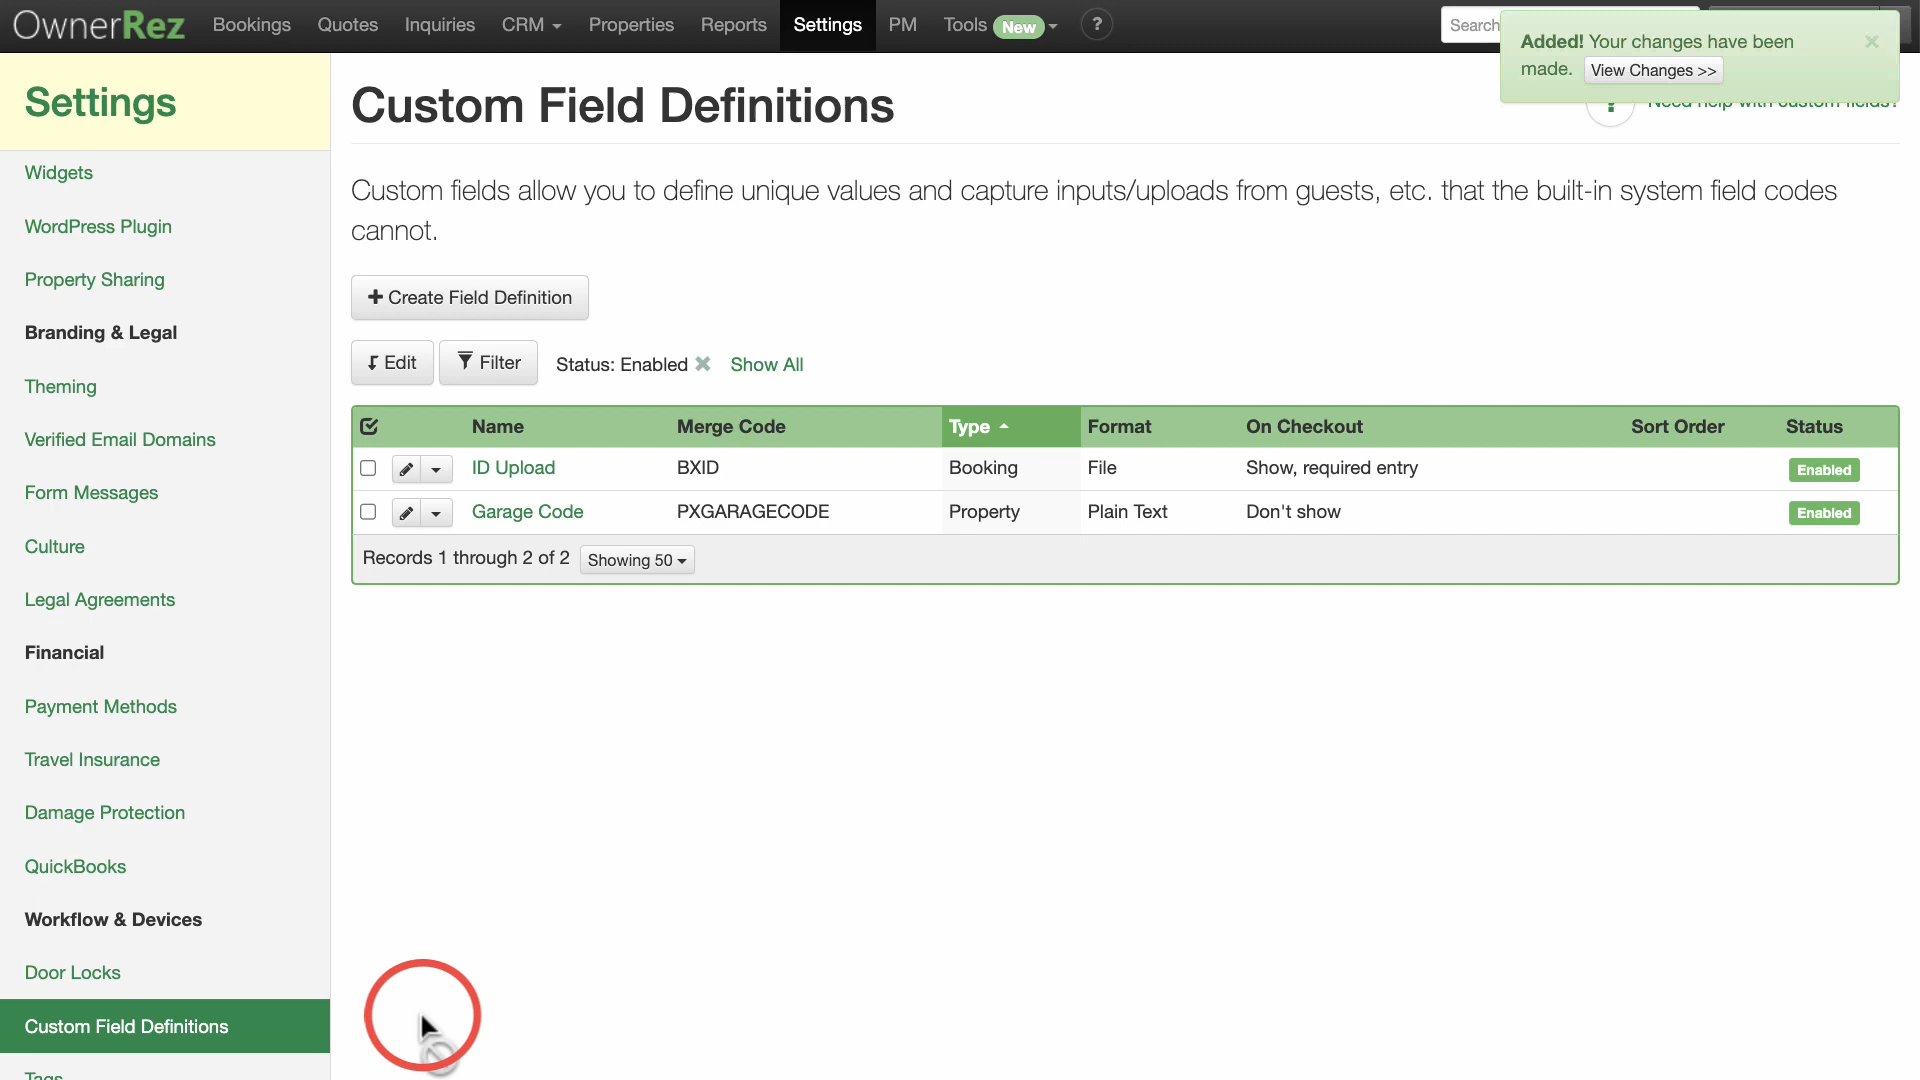 OwnerRez Bookings Quotes Inquiries CRM Properties Reports Settings PM Tools New ? Search
Added! Your changes have been
made. View Changes >>
Settings
Widgets
WordPress Plugin
Property Sharing
Branding & Legal
Theming
Verified Email Domains
Form Messages
Culture
Legal Agreements
Financial
Payment Methods
Travel Insurance
Damage Protection
QuickBooks
Workflow & Devices
Door Locks
Custom Field Definitions
Tags
Custom Field Definitions
Need help with custom fields?
Custom fields allow you to define unique values and capture inputs/uploads from guests, etc. that the built-in system field codes
cannot.
Create Field Definition
Edit Filter Status: Enabled Show All
Name Merge Code Type Format On Checkout Sort Order Status
ID Upload BXID Booking File Show, required entry Enabled
Garage Code PXGARAGECODE Property Plain Text Don't show Enabled
Records 1 through 2 of 2 Showing 50